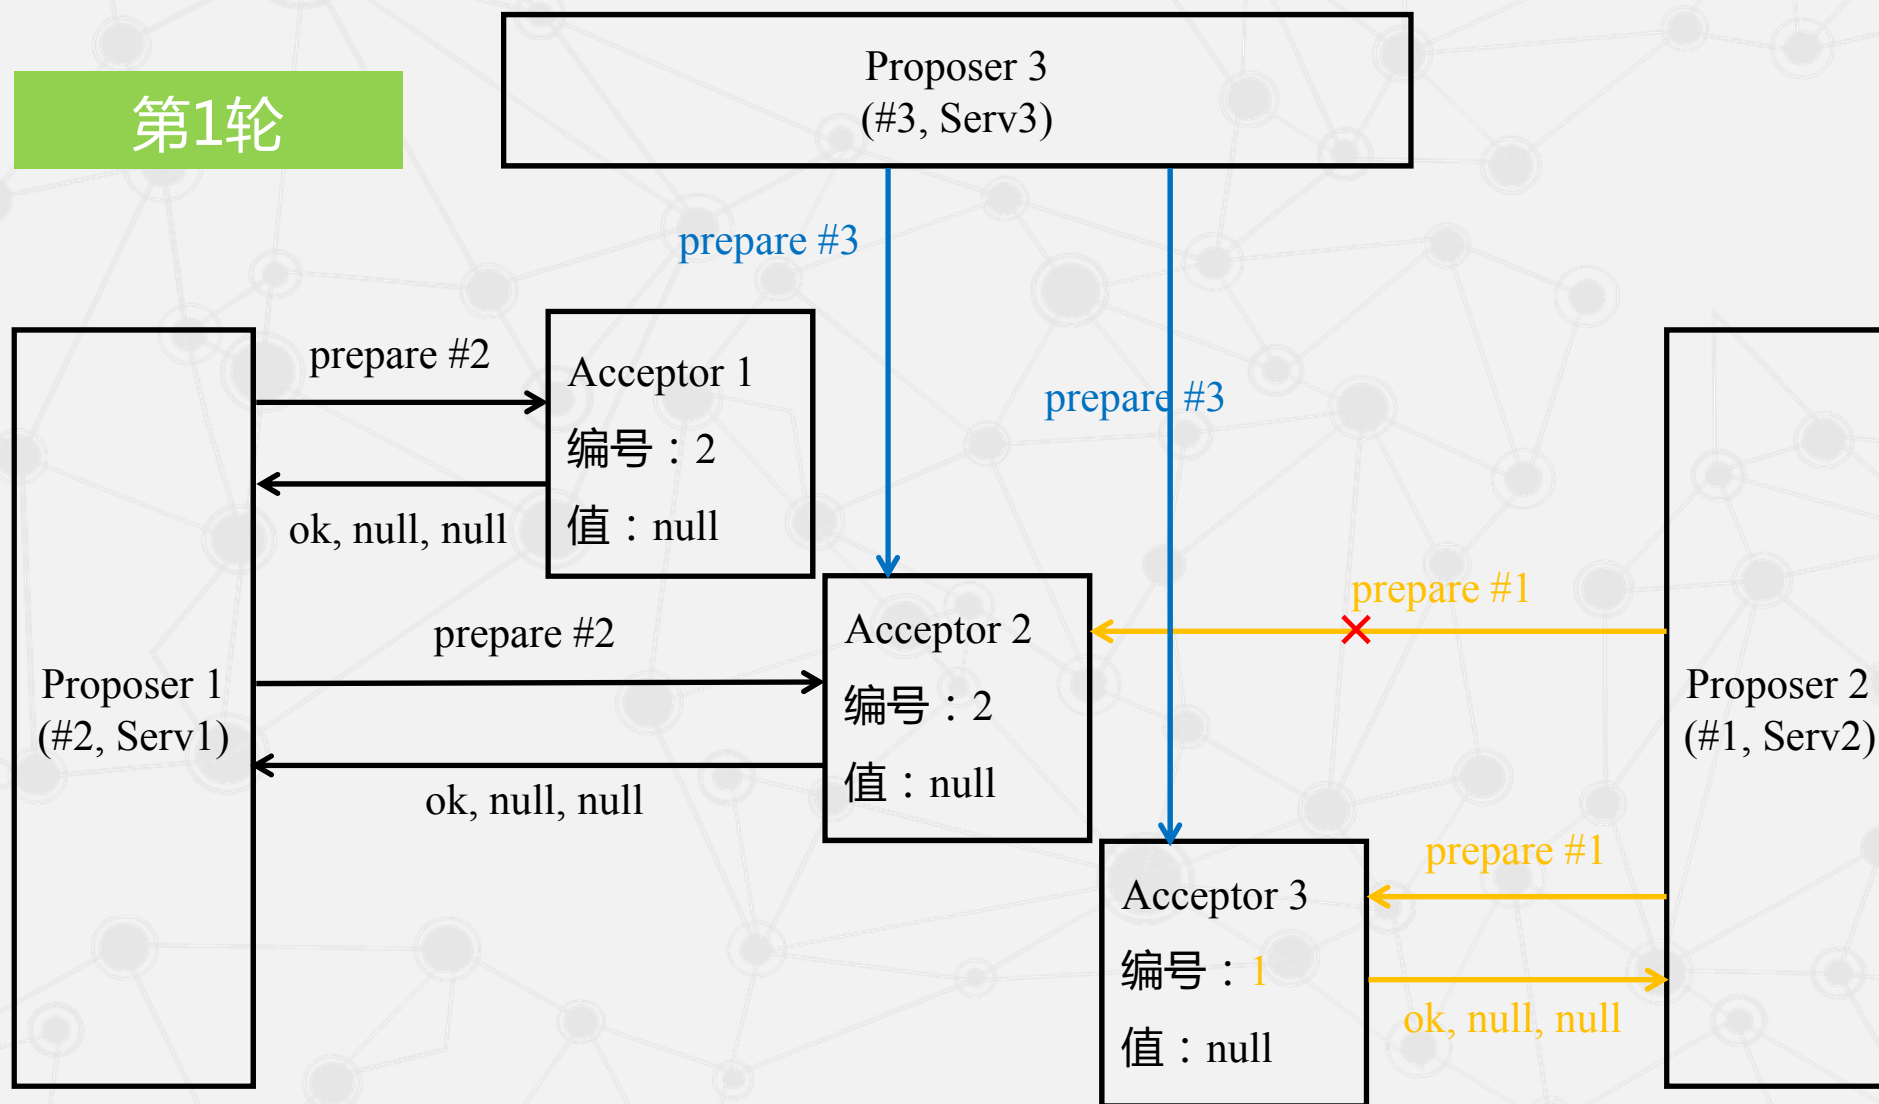 第1轮
Proposer 3
(#3, Serv3)
prepare #3
prepare #3
prepare #2
ok, null, null
Acceptor 1
编号：2
值：null
prepare #2
ok, null, null
Proposer 1
(#2, Serv1)
Acceptor 2
编号：2
值：null
prepare #1
Proposer 2
(#1, Serv2)
prepare #1
ok, null, null
Acceptor 3
编号：1
值：null